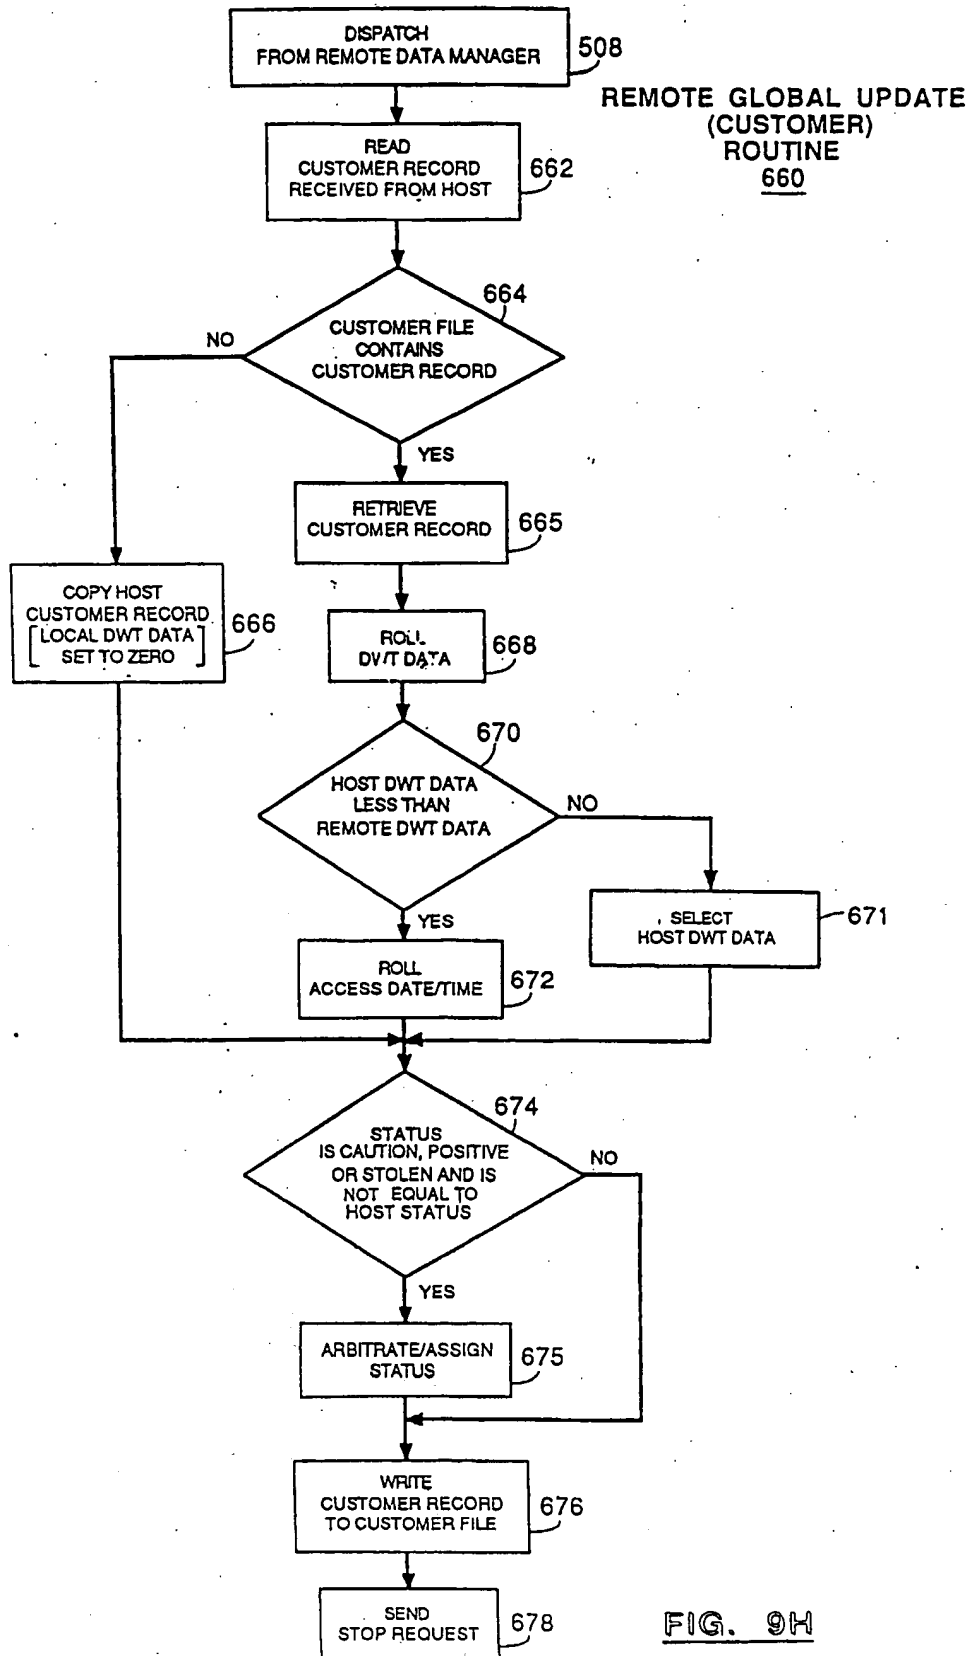 DISPATCH
FROM REMOTE DATA MANAGER
508
REMOTE GLOBAL UPDATE
(CUSTOMER)
ROUTINE
660
READ
CUSTOMER RECORD
RECEIVED FROM HOST
662
664
CUSTOMER FILE
CONTAINS
CUSTOMER RECORD
NO
YES
RETRIEVE
CUSTOMER RECORD
665
COPY HOST
CUSTOMER RECORD
[LOCAL DWT DATA
SET TO ZERO]
666
ROLL
DWT DATA
668
670
HOST DWT DATA
LESS THAN
REMOTE DWT DATA
NO
YES
SELECT
HOST DWT DATA
671
ROLL
ACCESS DATE/TIME
672
674
STATUS
IS CAUTION, POSITIVE
OR STOLEN AND IS
NOT EQUAL TO
HOST STATUS
NO
YES
ARBITRATE/ASSIGN
STATUS
675
WRITE
CUSTOMER RECORD
TO CUSTOMER FILE
676
SEND
STOP REQUEST
678
FIG. 9H